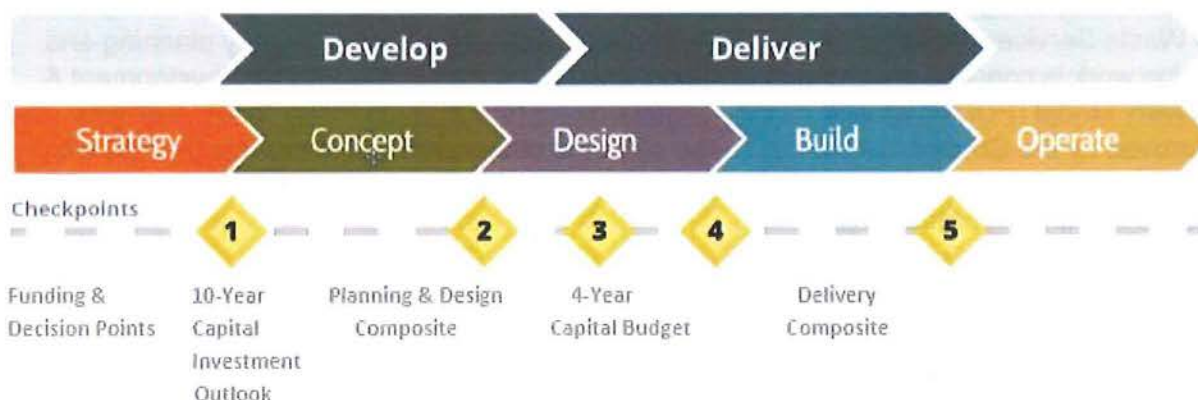 Develop Deliver
Strategy Concept Design Build Operate
Checkpoints
1 2 3 4 5
Funding & 10-Year Planning & Design 4-Year Delivery
Decision Points Capital Composite Capital Budget Composite
Investment
Outlook